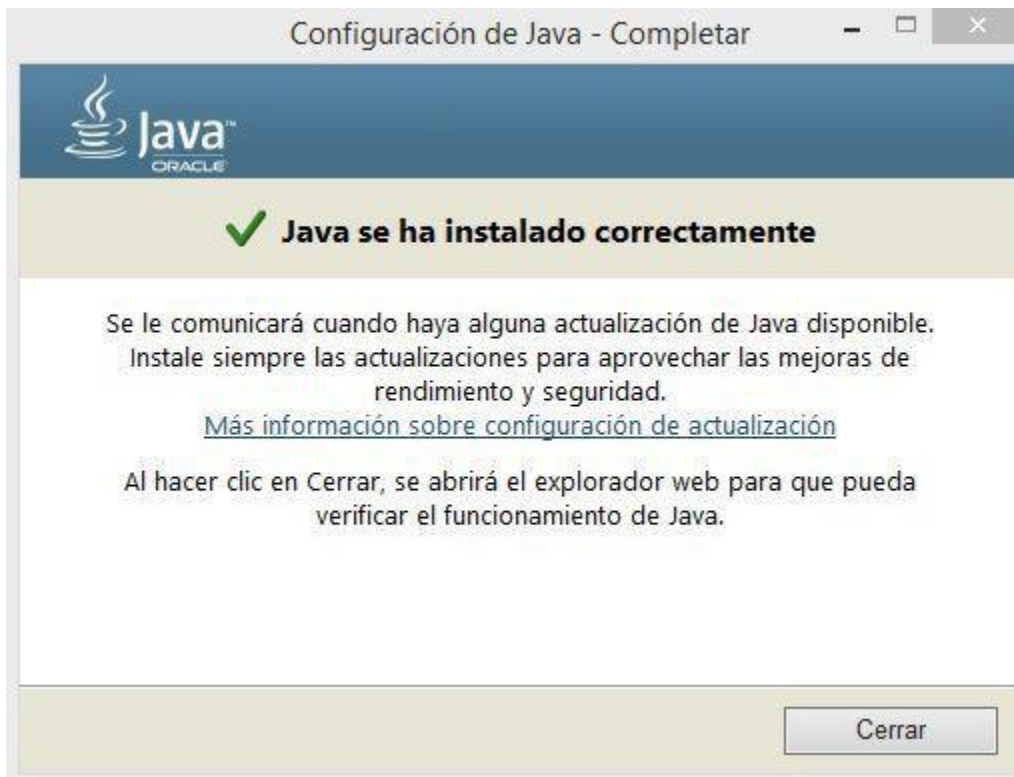 Configuración de Java - Completar
Java™
ORACLE
Java se ha instalado correctamente
Se le comunicará cuando haya alguna actualización de Java disponible.
Instale siempre las actualizaciones para aprovechar las mejoras de
rendimiento y seguridad.
Más información sobre configuración de actualización
Al hacer clic en Cerrar, se abrirá el explorador web para que pueda
verificar el funcionamiento de Java.
Cerrar